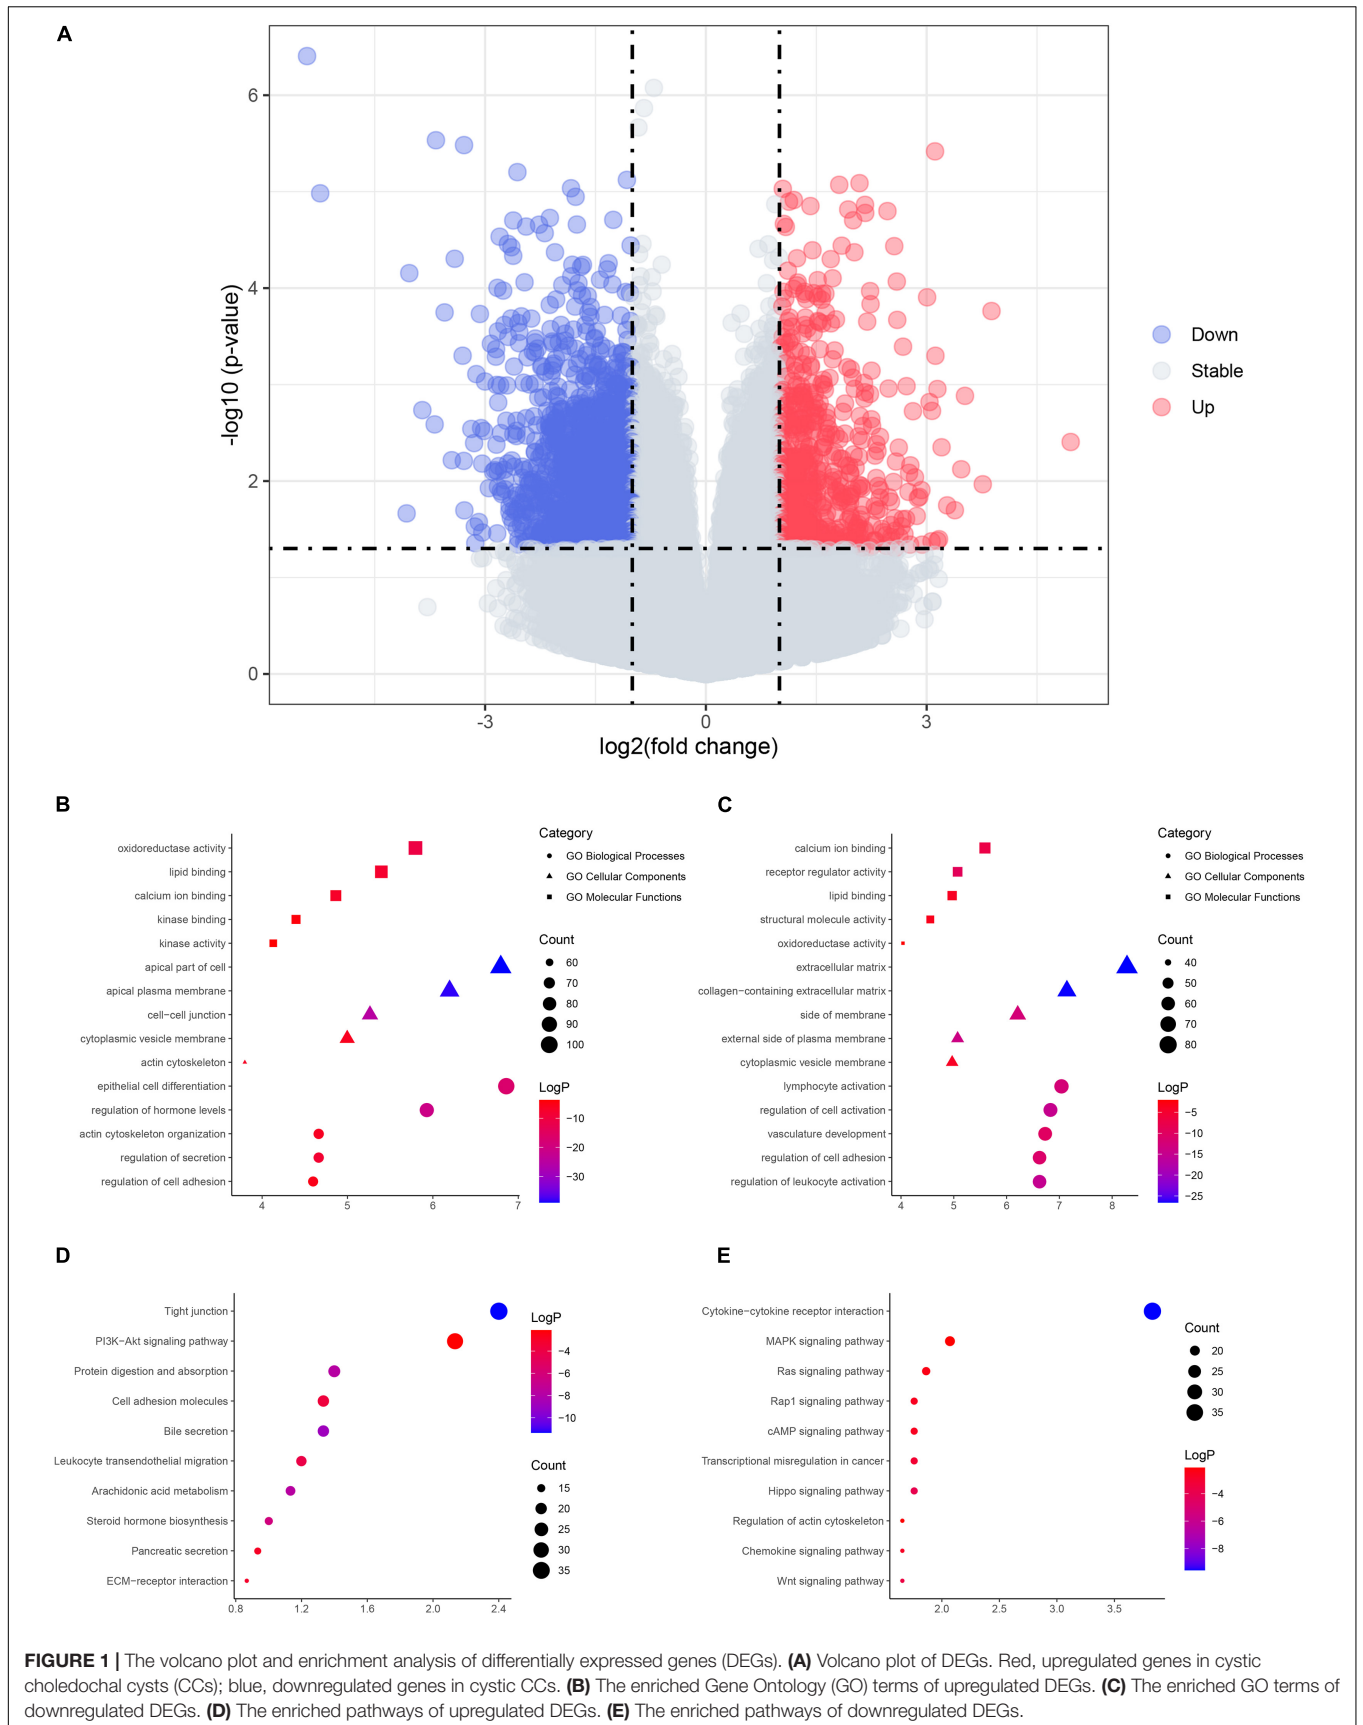 A
6
4
2
0
-log10 (p-value)
-3
0
3
log2(fold change)
Down
Stable
Up
B
oxidoreductase activity
lipid binding
calcium ion binding
kinase binding
kinase activity
apical part of cell
apical plasma membrane
cell−cell junction
cytoplasmic vesicle membrane
actin cytoskeleton
epithelial cell differentiation
regulation of hormone levels
actin cytoskeleton organization
regulation of secretion
regulation of cell adhesion
4
5
6
7
Category
GO Biological Processes
GO Cellular Components
GO Molecular Functions
Count
60
70
80
90
100
LogP
−10
−20
−30
C
calcium ion binding
receptor regulator activity
lipid binding
structural molecule activity
oxidoreductase activity
extracellular matrix
collagen−containing extracellular matrix
side of membrane
external side of plasma membrane
cytoplasmic vesicle membrane
lymphocyte activation
regulation of cell activation
vasculature development
regulation of cell adhesion
regulation of leukocyte activation
4
5
6
7
8
Category
GO Biological Processes
GO Cellular Components
GO Molecular Functions
Count
40
50
60
70
80
LogP
−5
−10
−15
−20
−25
D
Tight junction
PI3K−Akt signaling pathway
Protein digestion and absorption
Cell adhesion molecules
Bile secretion
Leukocyte transendothelial migration
Arachidonic acid metabolism
Steroid hormone biosynthesis
Pancreatic secretion
ECM−receptor interaction
0.8
1.2
1.6
2.0
2.4
LogP
−4
−6
−8
−10
Count
15
20
25
30
35
E
Cytokine−cytokine receptor interaction
MAPK signaling pathway
Ras signaling pathway
Rap1 signaling pathway
cAMP signaling pathway
Transcriptional misregulation in cancer
Hippo signaling pathway
Regulation of actin cytoskeleton
Chemokine signaling pathway
Wnt signaling pathway
2.0
2.5
3.0
3.5
Count
20
25
30
35
LogP
−4
−6
−8
FIGURE 1 | The volcano plot and enrichment analysis of differentially expressed genes (DEGs). (A) Volcano plot of DEGs. Red, upregulated genes in cystic
choledochal cysts (CCs); blue, downregulated genes in cystic CCs. (B) The enriched Gene Ontology (GO) terms of upregulated DEGs. (C) The enriched GO terms of
downregulated DEGs. (D) The enriched pathways of upregulated DEGs. (E) The enriched pathways of downregulated DEGs.